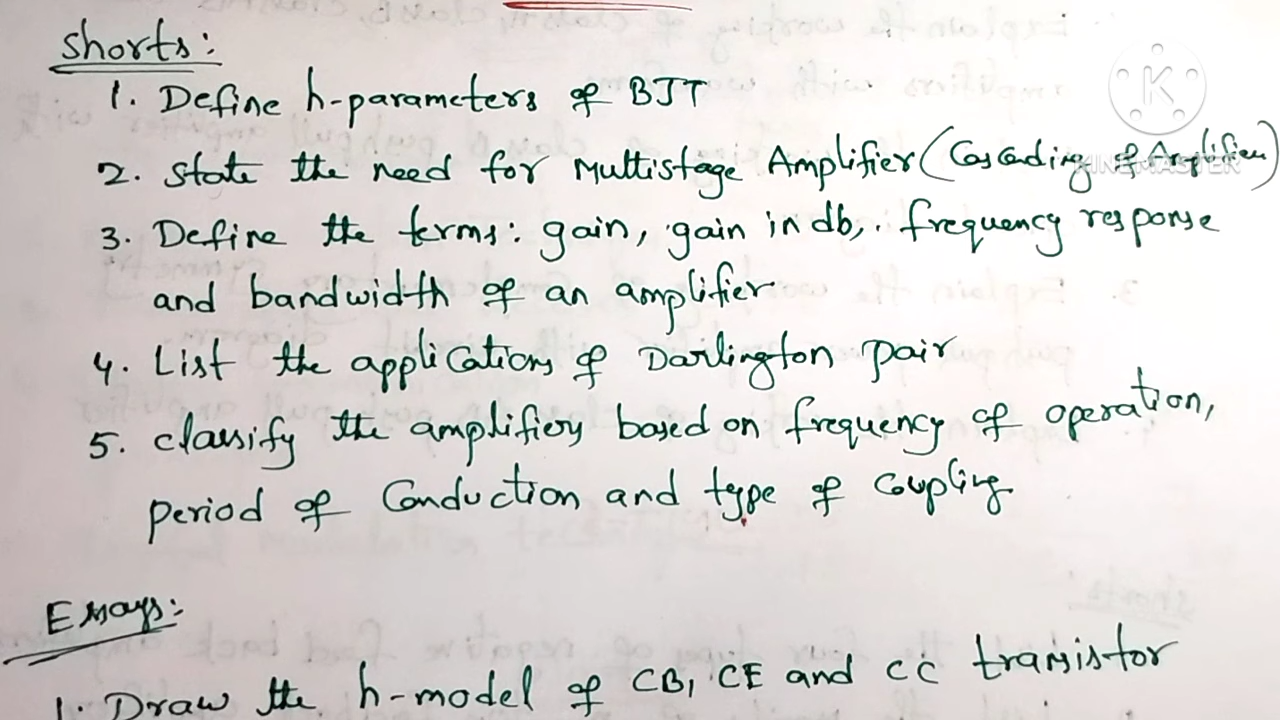 Shorts:
1. Define h-parameters of BJT
2. State the need for Multistage Amplifier (Cascading of Amplifier)
3. Define the terms: gain, gain in db, frequency response
and bandwidth of an amplifier
4. List the applications of Darlington pair
5. classify the amplifiers based on frequency of operation,
period of Conduction and type of coupling
Essays:
1. Draw the h-model of CB, CE and CC transistor
K
KINEMASTER